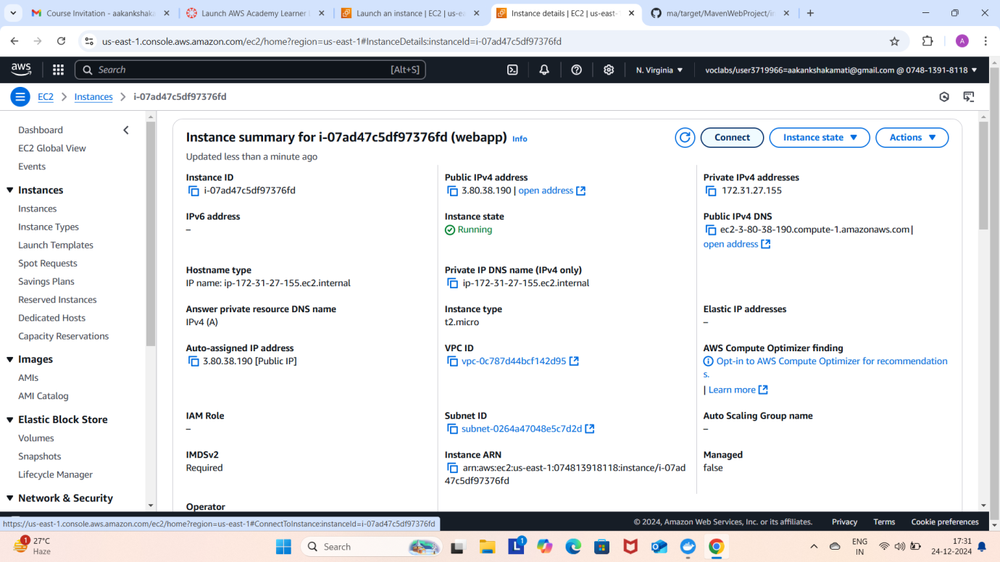 Course Invitation - aakankshaka
Launch AWS Academy Learner
Launch an instance | EC2 | us-ea
Instance details | EC2 | us-east-1
ma/target/MavenWebProject/in
us-east-1.console.aws.amazon.com/ec2/home?region=us-east-1#InstanceDetails:instanceId=i-07ad47c5df97376fd
A
aws
Search
[Alt+S]
N. Virginia
voclabs/user3719966=aakankshakamati@gmail.com @ 0748-1391-8118
EC2
Instances
i-07ad47c5df97376fd
Dashboard
EC2 Global View
Events
Instances
Instances
Instance Types
Launch Templates
Spot Requests
Savings Plans
Reserved Instances
Dedicated Hosts
Capacity Reservations
Images
AMIs
AMI Catalog
Elastic Block Store
Volumes
Snapshots
Lifecycle Manager
Network & Security
Instance summary for i-07ad47c5df97376fd (webapp) Info
Updated less than a minute ago
Connect
Instance state
Actions
Instance ID
i-07ad47c5df97376fd
Public IPv4 address
3.80.38.190 | open address
Private IPv4 addresses
172.31.27.155
IPv6 address
–
Instance state
Running
Public IPv4 DNS
ec2-3-80-38-190.compute-1.amazonaws.com |
open address
Hostname type
IP name: ip-172-31-27-155.ec2.internal
Private IP DNS name (IPv4 only)
ip-172-31-27-155.ec2.internal
Answer private resource DNS name
IPv4 (A)
Instance type
t2.micro
Elastic IP addresses
–
Auto-assigned IP address
3.80.38.190 [Public IP]
VPC ID
vpc-0c787d44bcf142d95
AWS Compute Optimizer finding
Opt-in to AWS Compute Optimizer for recommendation
s.
| Learn more
IAM Role
–
Subnet ID
subnet-0264a47048e5c7d2d
Auto Scaling Group name
–
IMDSv2
Required
Instance ARN
arn:aws:ec2:us-east-1:074813918118:instance/i-07ad
47c5df97376fd
Managed
false
Operator
https://us-east-1.console.aws.amazon.com/ec2/home?region=us-east-1#ConnectToInstance:instanceId=i-07ad47c5df97376fd
© 2024, Amazon Web Services, Inc. or its affiliates.
Privacy
Terms
Cookie preferences
1
27°C
Haze
Search
L
1
ENG
IN
17:31
24-12-2024